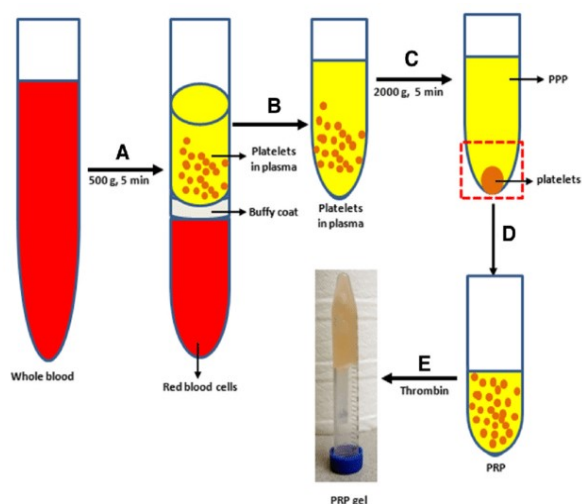 A
500 g, 5 min
Whole blood
Platelets
in plasma
Buffy coat
Red blood cells
B
Platelets
in plasma
C
2000 g, 5 min
PPP
platelets
D
PRP
E
Thrombin
PRP gel